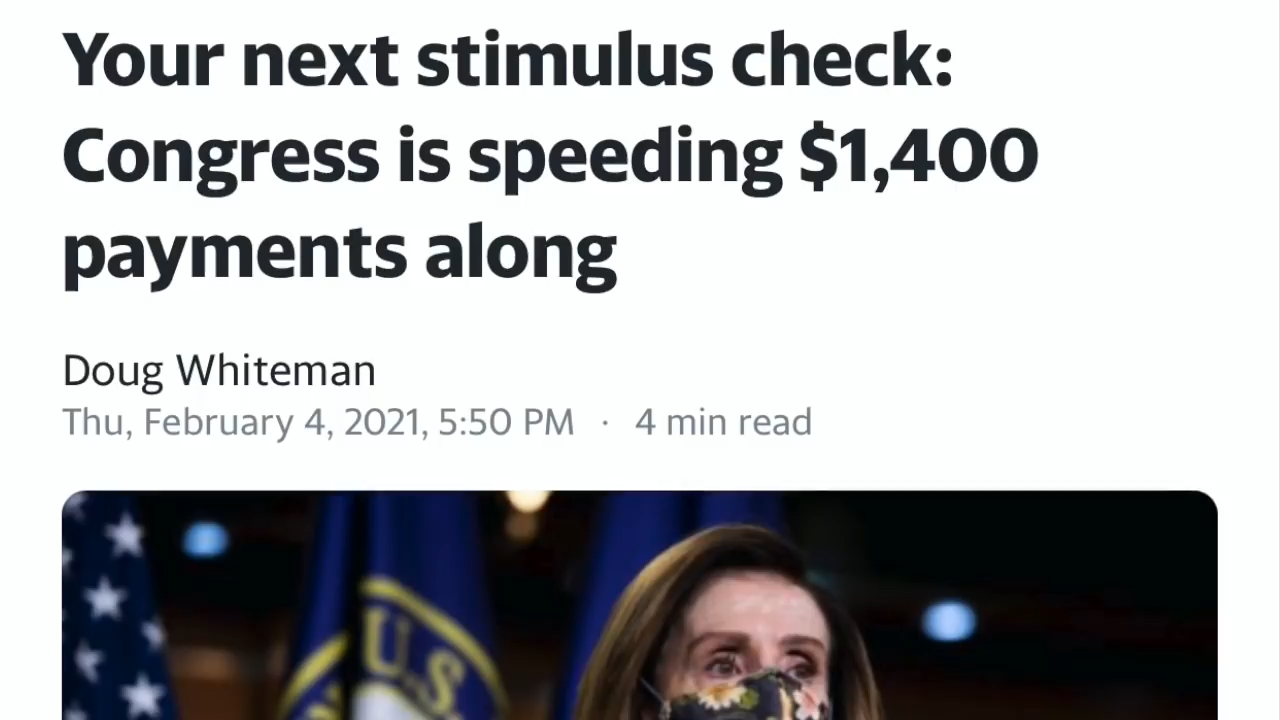 Your next stimulus check:
Congress is speeding $1,400
payments along
Doug Whiteman
Thu, February 4, 2021, 5:50 PM · 4 min read
U.S.